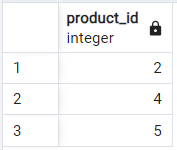 product_id
integer
1 2
2 4
3 5